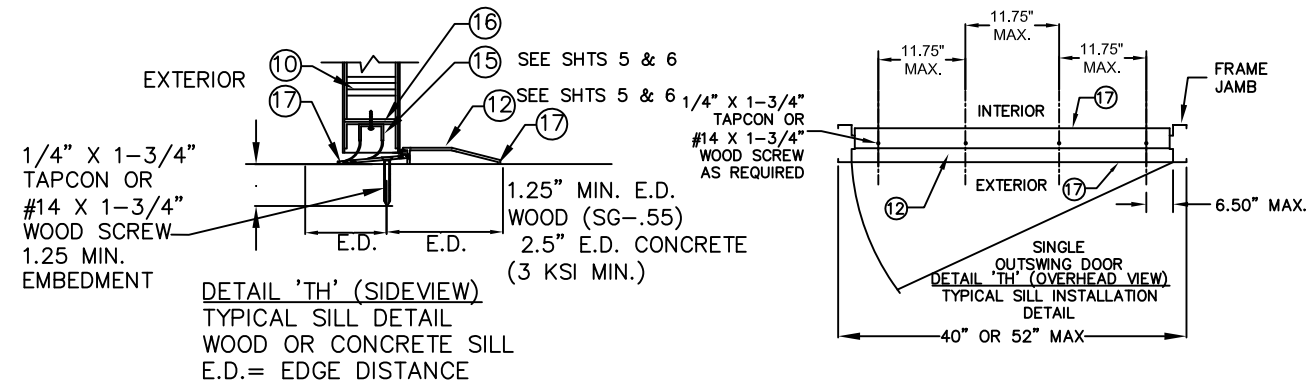 EXTERIOR
10
16
15
SEE SHTS 5 & 6
17
12
SEE SHTS 5 & 6
17
1/4" X 1-3/4"
TAPCON OR
#14 X 1-3/4"
WOOD SCREW
1.25 MIN.
EMBEDMENT
E.D.
E.D.
1.25" MIN. E.D.
WOOD (SG-.55)
2.5" E.D. CONCRETE
(3 KSI MIN.)
DETAIL 'TH' (SIDEVIEW)
TYPICAL SILL DETAIL
WOOD OR CONCRETE SILL
E.D.= EDGE DISTANCE
11.75"
MAX.
11.75"
MAX.
11.75"
MAX.
FRAME
JAMB
1/4" X 1-3/4"
TAPCON OR
#14 X 1-3/4"
WOOD SCREW
AS REQUIRED
INTERIOR
17
EXTERIOR
17
12
6.50" MAX.
SINGLE
OUTSWING DOOR
DETAIL 'TH' (OVERHEAD VIEW)
TYPICAL SILL INSTALLATION
DETAIL
40" OR 52" MAX